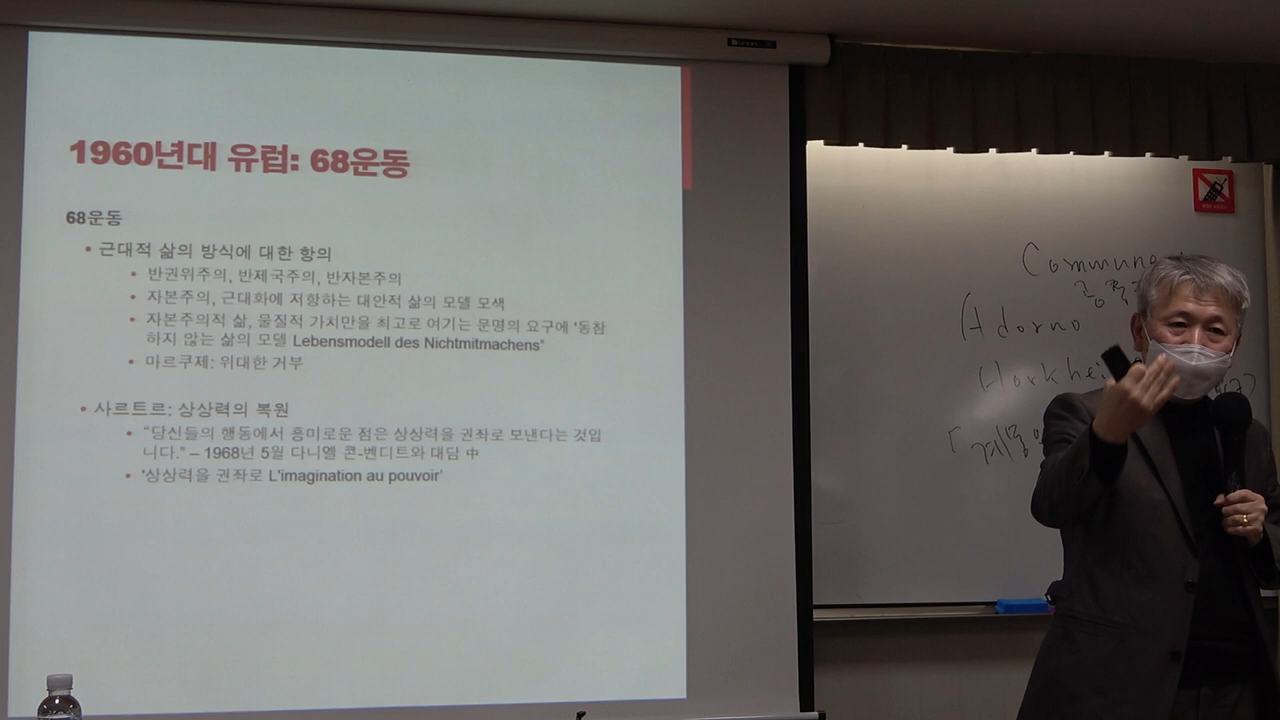 1960년대 유럽: 68운동
68운동
• 근대적 삶의 방식에 대한 항의
• 반권위주의, 반제국주의, 반자본주의
• 자본주의, 근대화에 저항하는 대안적 삶의 모델 모색
• 자본주의적 삶, 물질적 가치만을 최고로 여기는 문명의 요구에 '동참
하지 않는 삶의 모델 Lebensmodell des Nichtmitmachens"
• 마르쿠제: 위대한 거부
• 사르트르: 상상력의 복원
• “당신들의 행동에서 흥미로운 점은 상상력을 권좌로 보낸다는 것입
니다.” – 1968년 5월 다니엘 콘-벤디트와 대담 中
• '상상력을 권좌로 L'imagination au pouvoir'
Commune
Adorno
Horkhei